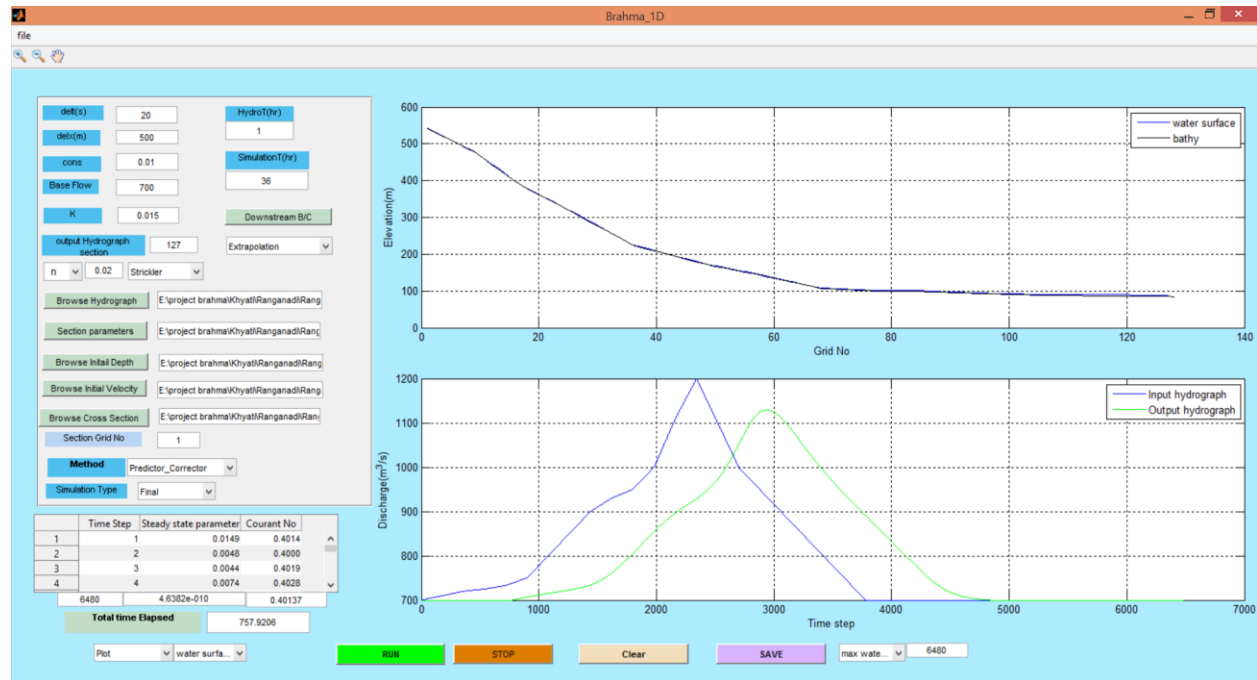 Brahma_1D
file
delt(s) 20 HydroT(hr)
delx(m) 500 1
cons 0.01 SimulationT(hr)
Base Flow 700 36
K 0.015 Downstream B/C
output Hydrograph section 127 Extrapolation
n 0.02 Strickler
Browse Hydrograph E:\project brahma\Khyati\Ranganadi\Rang
Section parameters E:\project brahma\Khyati\Ranganadi\Rang
Browse Initail Depth E:\project brahma\Khyati\Ranganadi\Rang
Browse Initial Velocity E:\project brahma\Khyati\Ranganadi\Rang
Browse Cross Section E:\project brahma\Khyati\Ranganadi\Rang
Section Grid No 1
Method Predictor_Corrector
Simulation Type Final
Time Step Steady state parameter Courant No
1 1 0.0149 0.4014
2 2 0.0048 0.4000
3 3 0.0044 0.4019
4 4 0.0074 0.4028
6480 4.6382e-010 0.40137
Total time Elapsed 757.9206
Plot water surfa...
RUN STOP Clear SAVE max wate... 6480
water surface
bathy
Elevation(m)
600
500
400
300
200
100
0
0 20 40 60 80 100 120 140
Grid No
Input hydrograph
Output hydrograph
Discharge(m³/s)
1200
1100
1000
900
800
700
0 1000 2000 3000 4000 5000 6000 7000
Time step